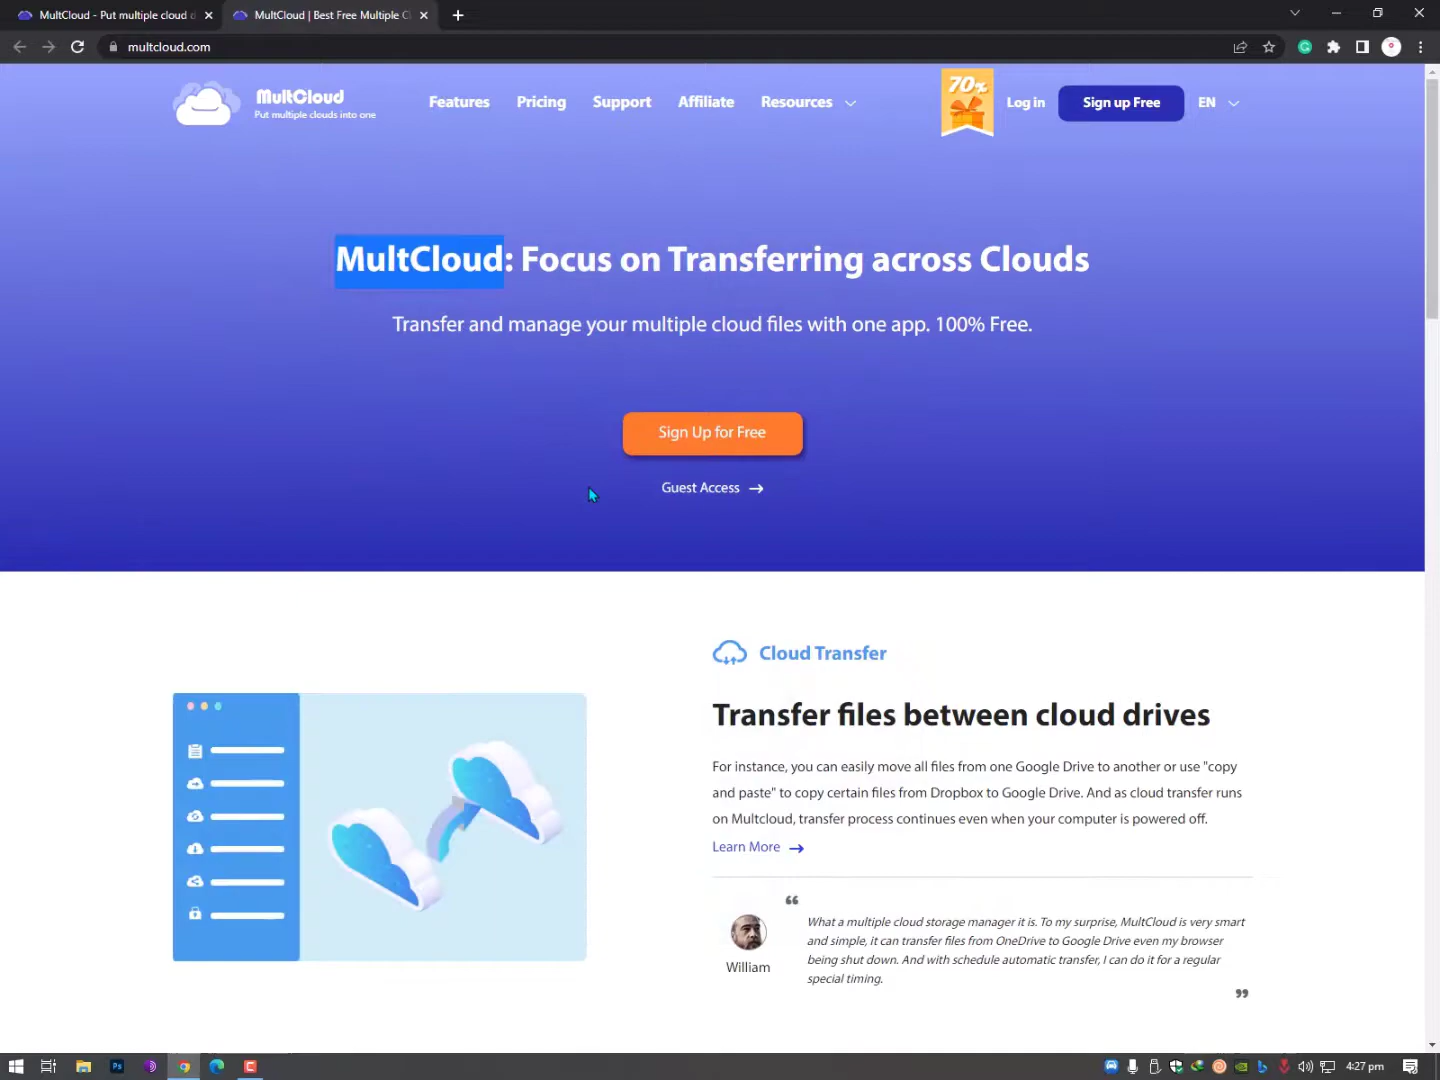 MultCloud - Put multiple cloud d
MultCloud | Best Free Multiple C
multcloud.com
MultCloud
Put multiple clouds into one
Features
Pricing
Support
Affiliate
Resources
70%
Log in
Sign up Free
EN
MultCloud: Focus on Transferring across Clouds
Transfer and manage your multiple cloud files with one app. 100% Free.
Sign Up for Free
Guest Access →
Cloud Transfer
Transfer files between cloud drives
For instance, you can easily move all files from one Google Drive to another or use "copy
and paste" to copy certain files from Dropbox to Google Drive. And as cloud transfer runs
on Multcloud, transfer process continues even when your computer is powered off.
Learn More →
“
What a multiple cloud storage manager it is. To my surprise, MultCloud is very smart
and simple, it can transfer files from OneDrive to Google Drive even my browser
being shut down. And with schedule automatic transfer, I can do it for a regular
special timing.
”
William
Ps
4:27 pm